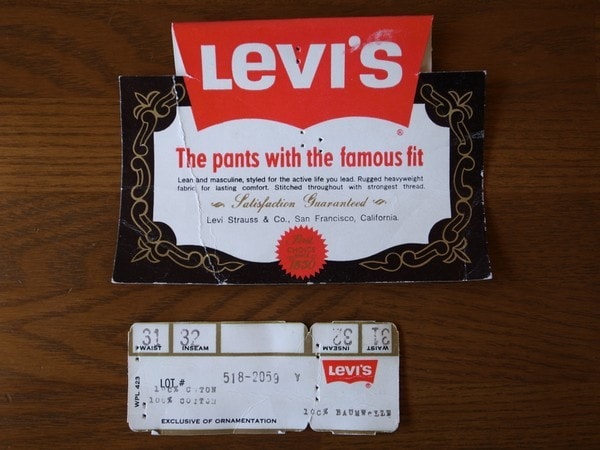 LEVI'S
®
The pants with the famous fit
Lean and masculine, styled for the active life you lead. Rugged heavyweight
fabric for lasting comfort. Stitched throughout with strongest thread.
Satisfaction Guaranteed
Levi Strauss & Co., San Francisco, California.
1850
31 32
WAIST INSEAM
32 31
INSEAM WAIST
WPL 423
LOT # 518-2059
LEVI'S
100% COTTON
100% BAUMWOLLE
EXCLUSIVE OF ORNAMENTATION